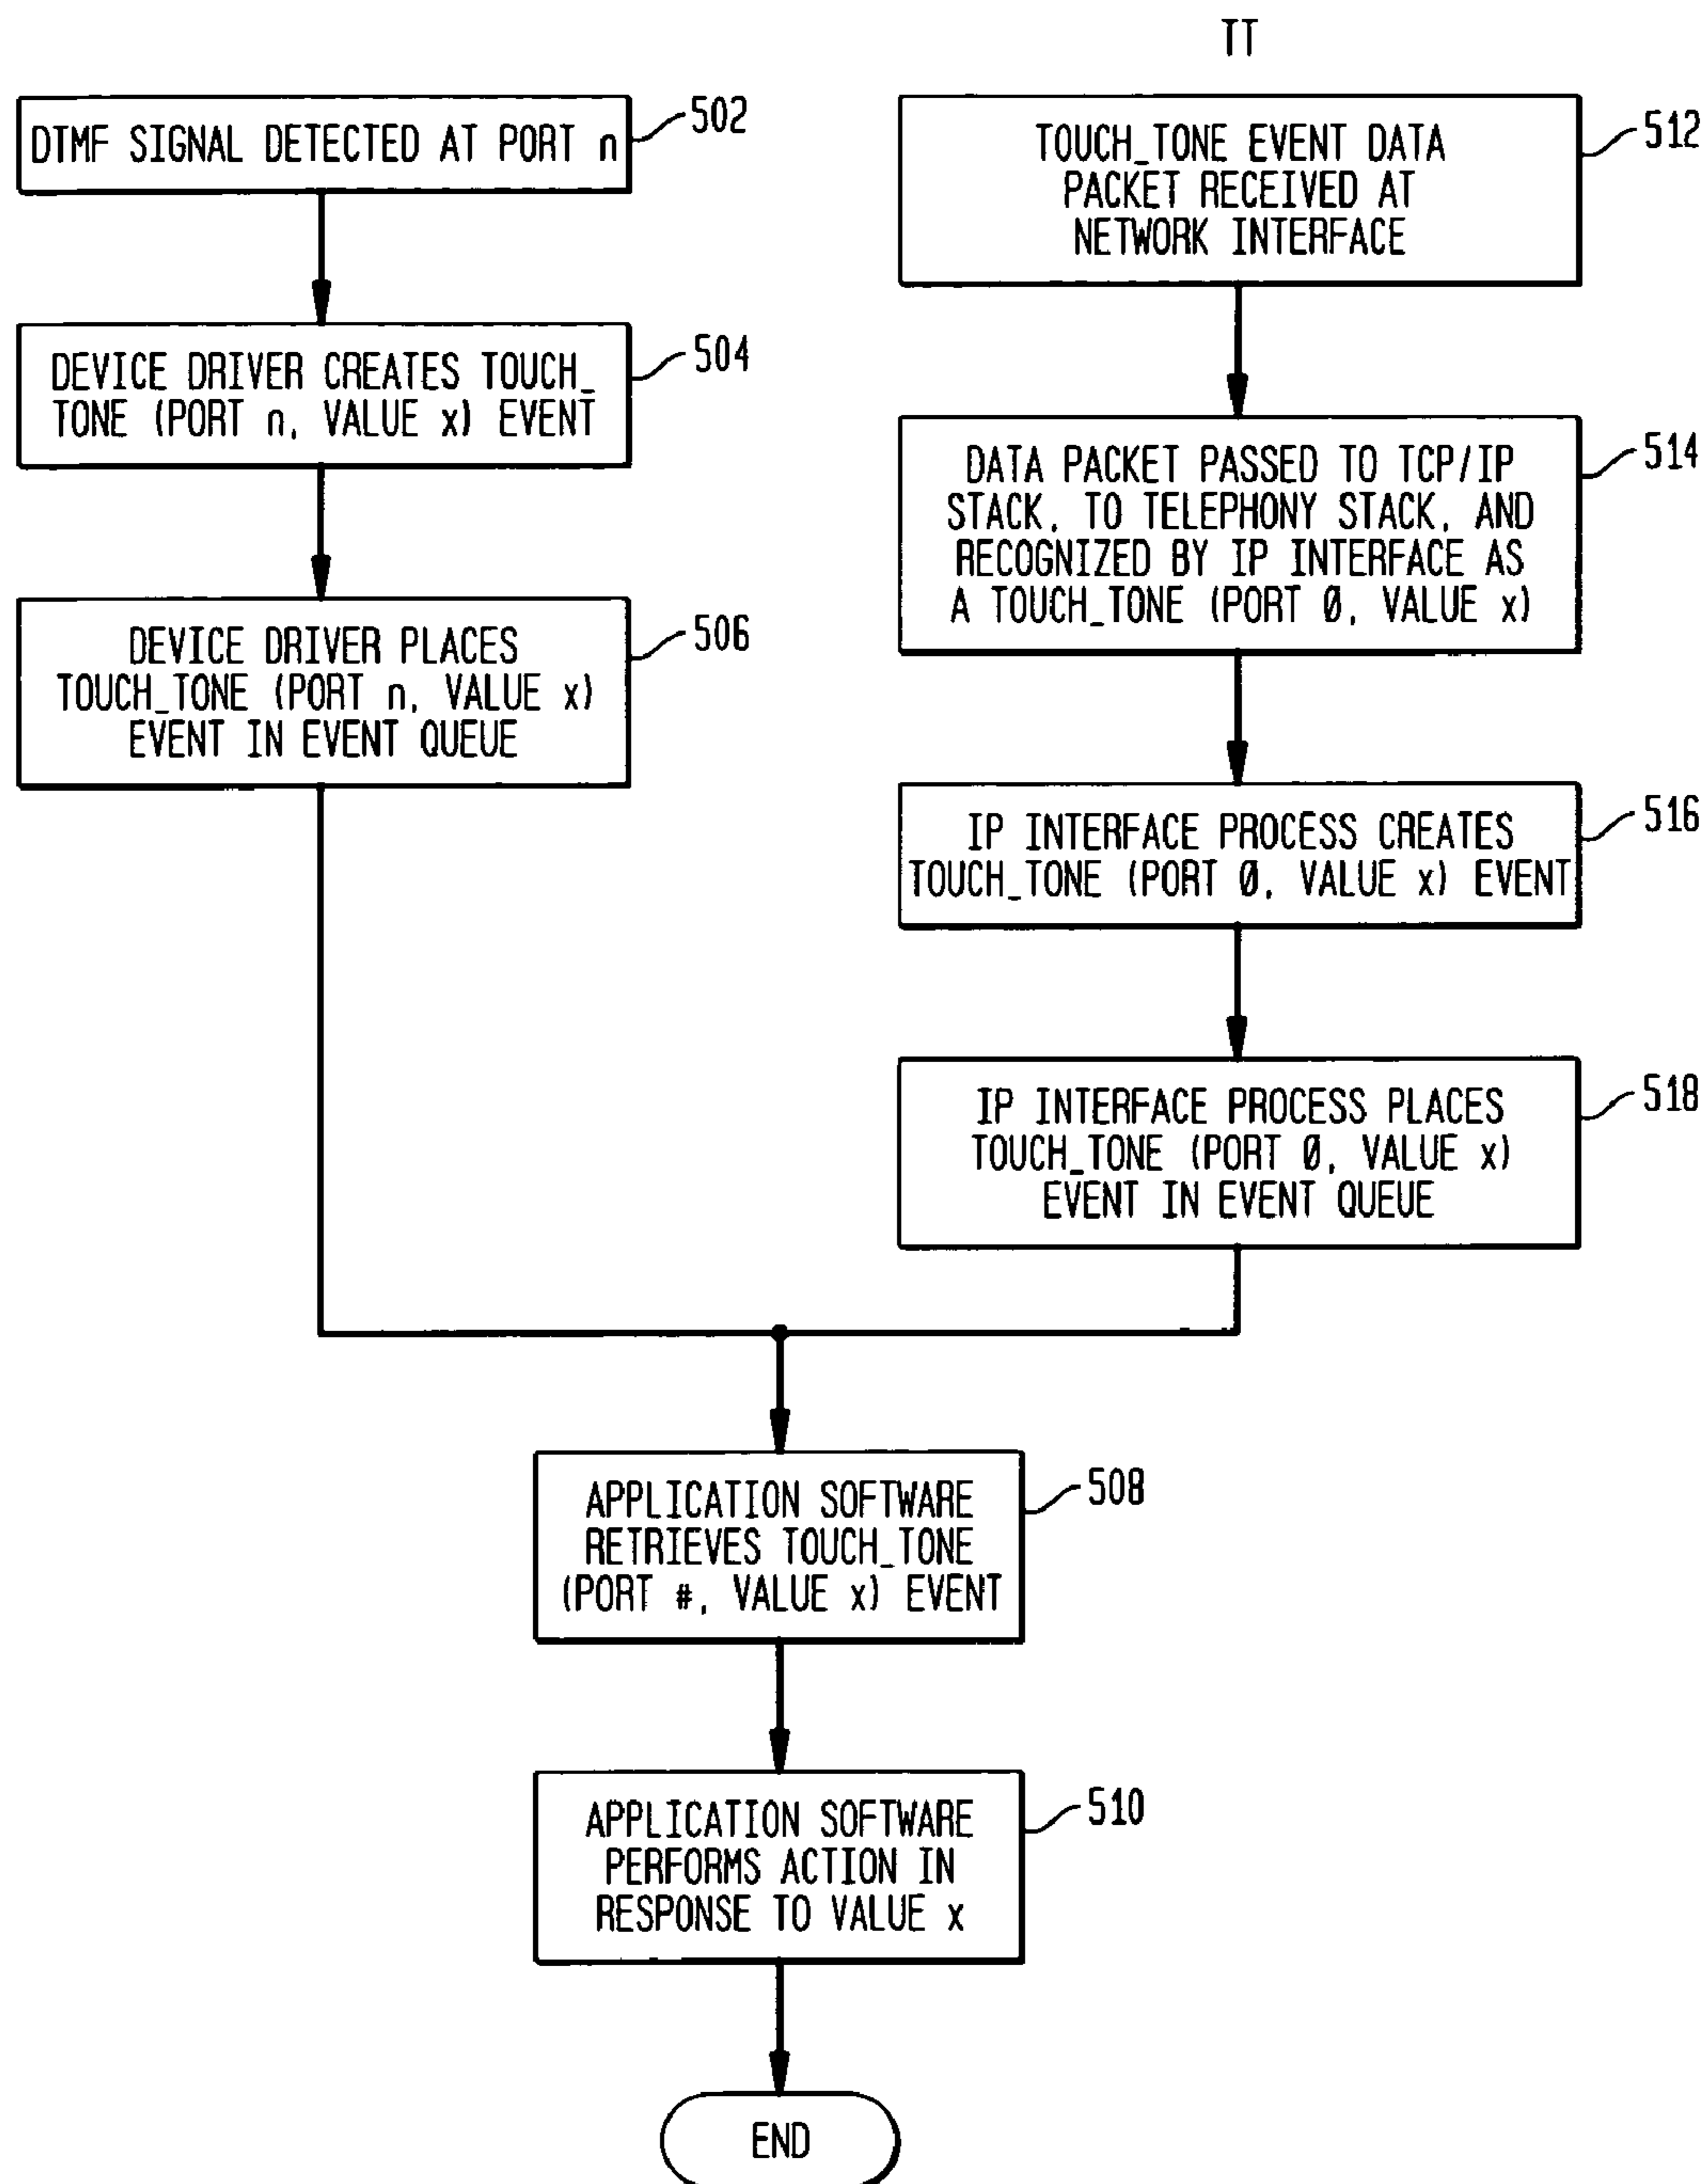 TT
DTMF SIGNAL DETECTED AT PORT n
502
DEVICE DRIVER CREATES TOUCH_
TONE (PORT n, VALUE x) EVENT
504
DEVICE DRIVER PLACES
TOUCH_TONE (PORT n, VALUE x)
EVENT IN EVENT QUEUE
506
TOUCH_TONE EVENT DATA
PACKET RECEIVED AT
NETWORK INTERFACE
512
DATA PACKET PASSED TO TCP/IP
STACK, TO TELEPHONY STACK, AND
RECOGNIZED BY IP INTERFACE AS
A TOUCH_TONE (PORT Ø, VALUE x)
514
IP INTERFACE PROCESS CREATES
TOUCH_TONE (PORT Ø, VALUE x) EVENT
516
IP INTERFACE PROCESS PLACES
TOUCH_TONE (PORT Ø, VALUE x)
EVENT IN EVENT QUEUE
518
APPLICATION SOFTWARE
RETRIEVES TOUCH_TONE
(PORT #, VALUE x) EVENT
508
APPLICATION SOFTWARE
PERFORMS ACTION IN
RESPONSE TO VALUE x
510
END